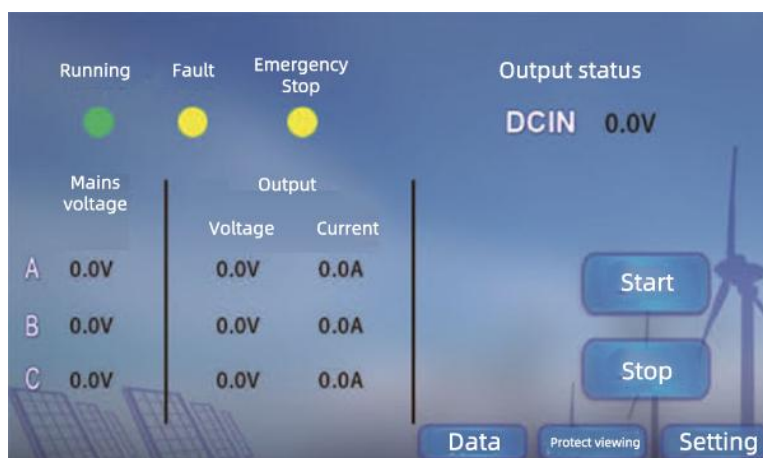 Running Fault Emergency Stop
Output status
DCIN 0.0V
Mains voltage
Output
Voltage Current
A 0.0V 0.0V 0.0A
B 0.0V 0.0V 0.0A
C 0.0V 0.0V 0.0A
Start
Stop
Data Protect viewing Setting